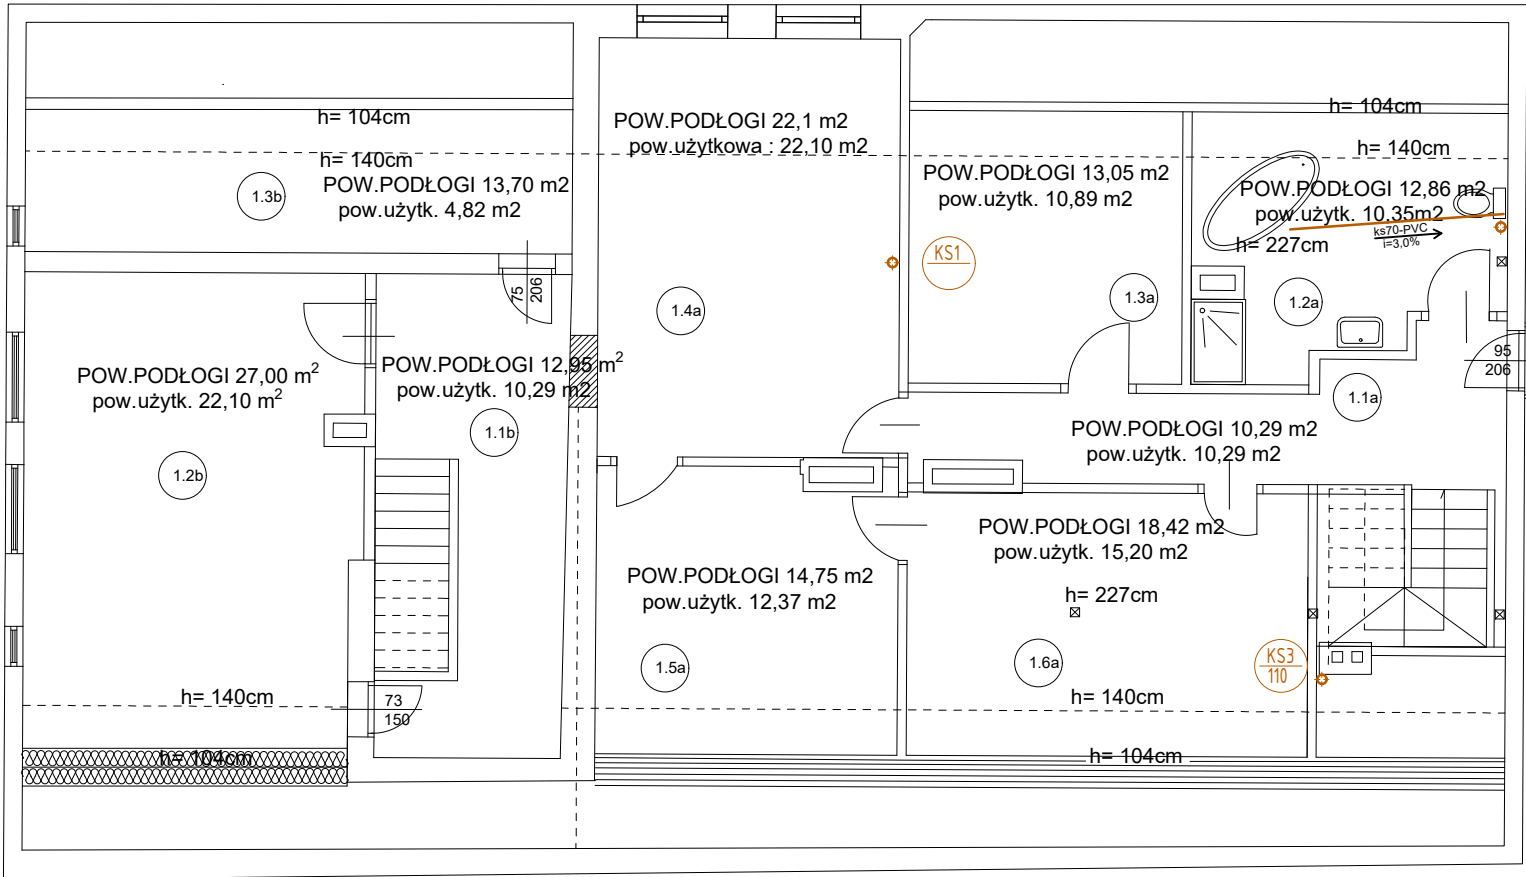 h= 104cm
h= 140cm
POW.PODŁOGI 13,70 m2
pow.użytk. 4,82 m2
1.3b
POW.PODŁOGI 22,1 m2
pow.użytkowa : 22,10 m2
1.4a
POW.PODŁOGI 13,05 m2
pow.użytk. 10,89 m2
KS1
1.3a
h= 104cm
h= 140cm
POW.PODŁOGI 12,86 m2
pow.użytk. 10,35m2
ks70-PVC
i=3,0%
h= 227cm
1.2a
75
206
95
206
POW.PODŁOGI 27,00 m²
pow.użytk. 22,10 m²
1.2b
POW.PODŁOGI 12,95 m²
pow.użytk. 10,29 m2
1.1b
1.1a
POW.PODŁOGI 10,29 m2
pow.użytk. 10,29 m2
POW.PODŁOGI 18,42 m2
pow.użytk. 15,20 m2
h= 227cm
1.6a
POW.PODŁOGI 14,75 m2
pow.użytk. 12,37 m2
1.5a
KS3
110
h= 140cm
73
150
h= 140cm
h= 104cm
h= 104cm